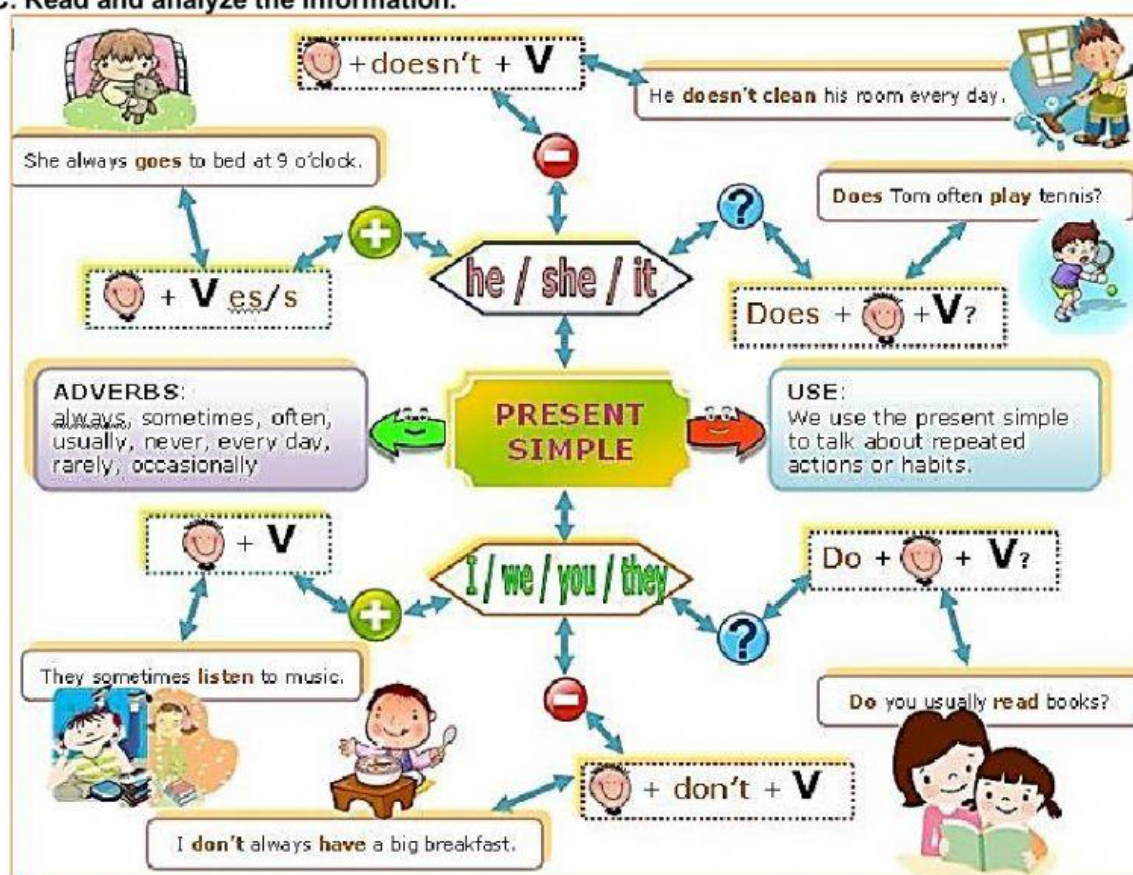 C. Read and analyze the information.
+ doesn't + V
He doesn't clean his room every day.
She always goes to bed at 9 o'clock.
Does Tom often play tennis?
he / she / it
+ V es/s
Does + + V?
ADVERBS:
always, sometimes, often,
usually, never, every day,
rarely, occasionally
PRESENT
SIMPLE
USE:
We use the present simple
to talk about repeated
actions or habits.
+ V
I / we / you / they
Do + + V?
They sometimes listen to music.
Do you usually read books?
+ don't + V
I don't always have a big breakfast.